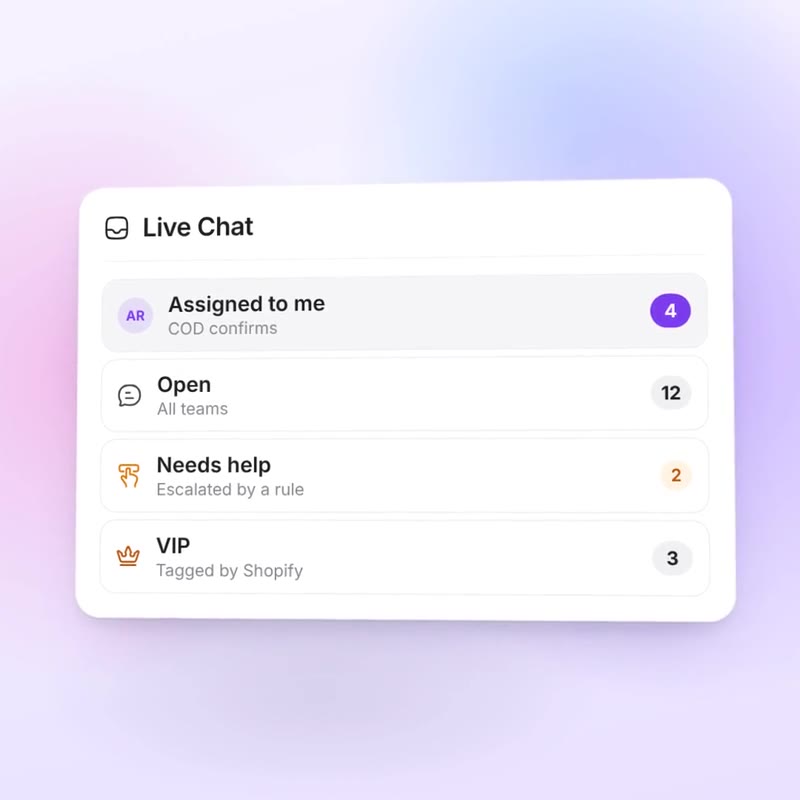 Live Chat
AR
Assigned to me
COD confirms
4
Open
All teams
12
Needs help
Escalated by a rule
2
VIP
Tagged by Shopify
3